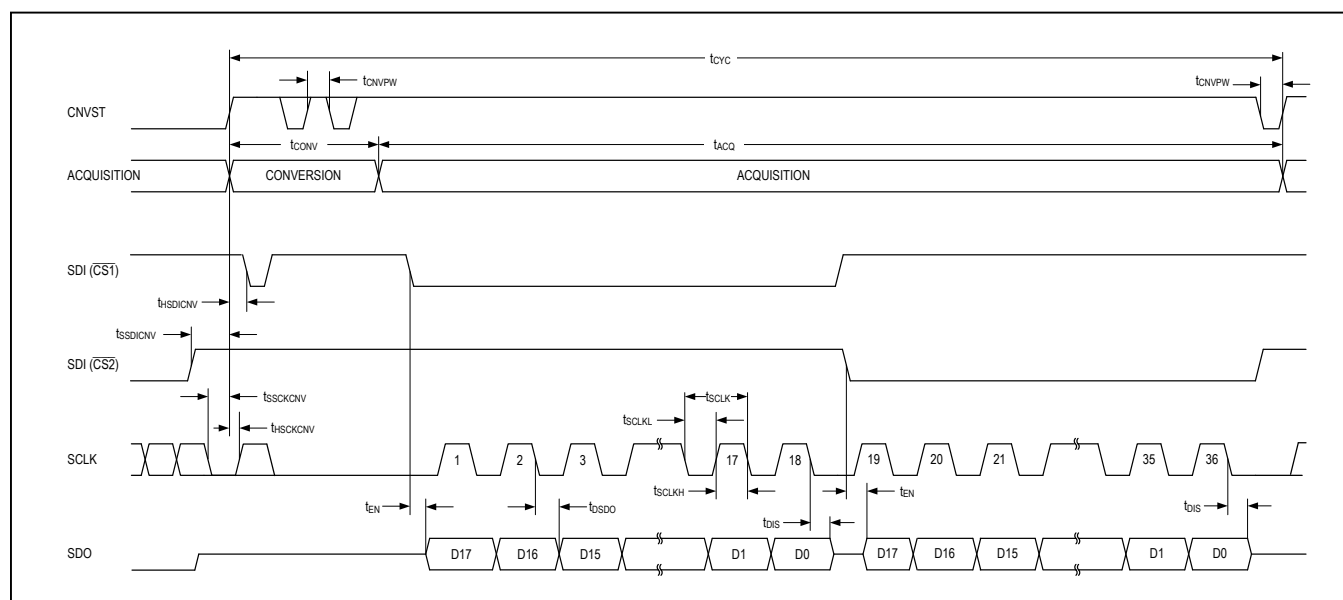 tCYC
tCNVPW
tCNVPW
CNVST
tCONV
tACQ
ACQUISITION
CONVERSION
ACQUISITION
SDI (CS1)
tHSDICNV
tSSDICNV
SDI (CS2)
tSSCKCNV
tSCLK
tSCLKL
tHSCKCNV
SCLK
1 2 3 17 18 19 20 21 35 36
tSCLKH
tEN
tDSDO
tDIS
tEN
tDIS
SDO
D17 D16 D15 D1 D0 D17 D16 D15 D1 D0